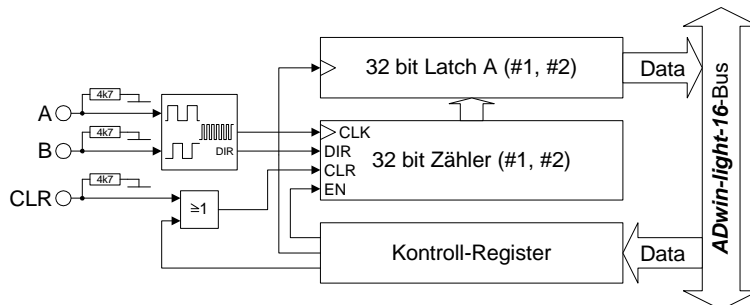 32 bit Latch A (#1, #2)
Data
4k7
A
4k7
B
DIR
4k7
CLR
≥1
CLK
DIR
CLR
EN
32 bit Zähler (#1, #2)
Kontroll-Register
Data
ADwin-light-16-Bus